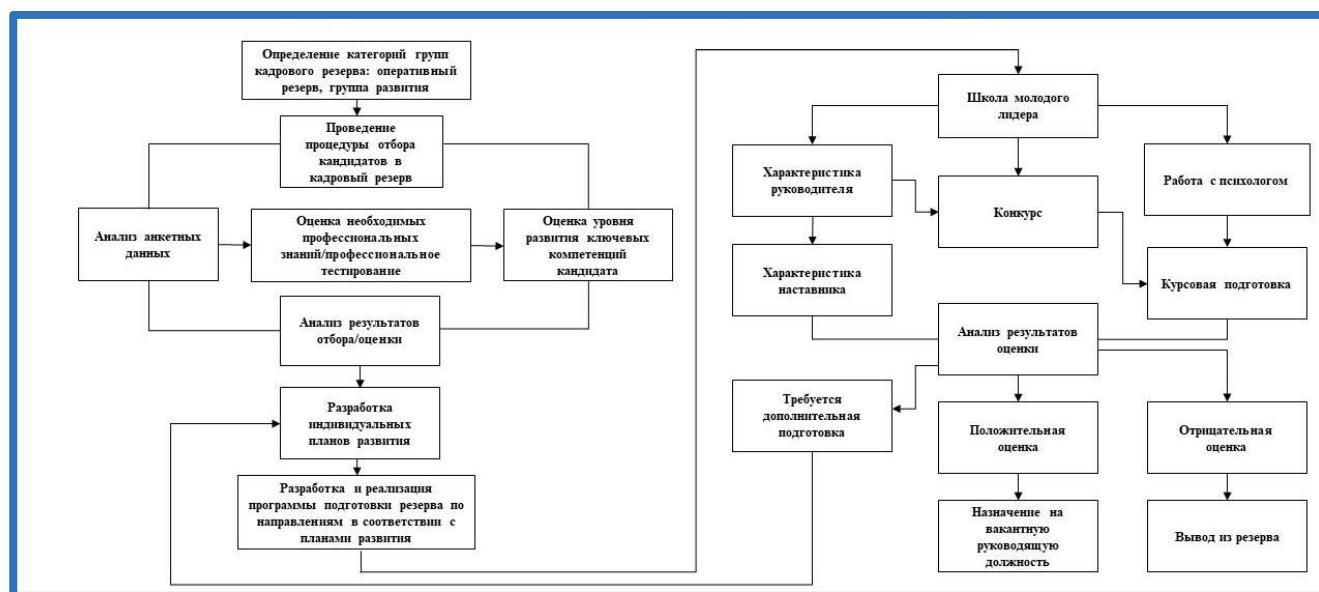 Определение категорий групп
кадрового резерва: оперативный
резерв, группа развития
Проведение
процедуры отбора
кандидатов в
кадровый резерв
Анализ анкетных
данных
Оценка необходимых
профессиональных
знаний/профессиональное
тестирование
Оценка уровня
развития ключевых
компетенций
кандидата
Анализ результатов
отбора/оценки
Разработка
индивидуальных
планов развития
Разработка и реализация
программы подготовки резерва по
направлениям в соответствии с
планами развития
Школа молодого
лидера
Характеристика
руководителя
Конкурс
Работа с психологом
Характеристика
наставника
Курсовая подготовка
Анализ результатов
оценки
Требуется
дополнительная
подготовка
Положительная
оценка
Отрицательная
оценка
Назначение на
вакантную
руководящую
должность
Вывод из резерва